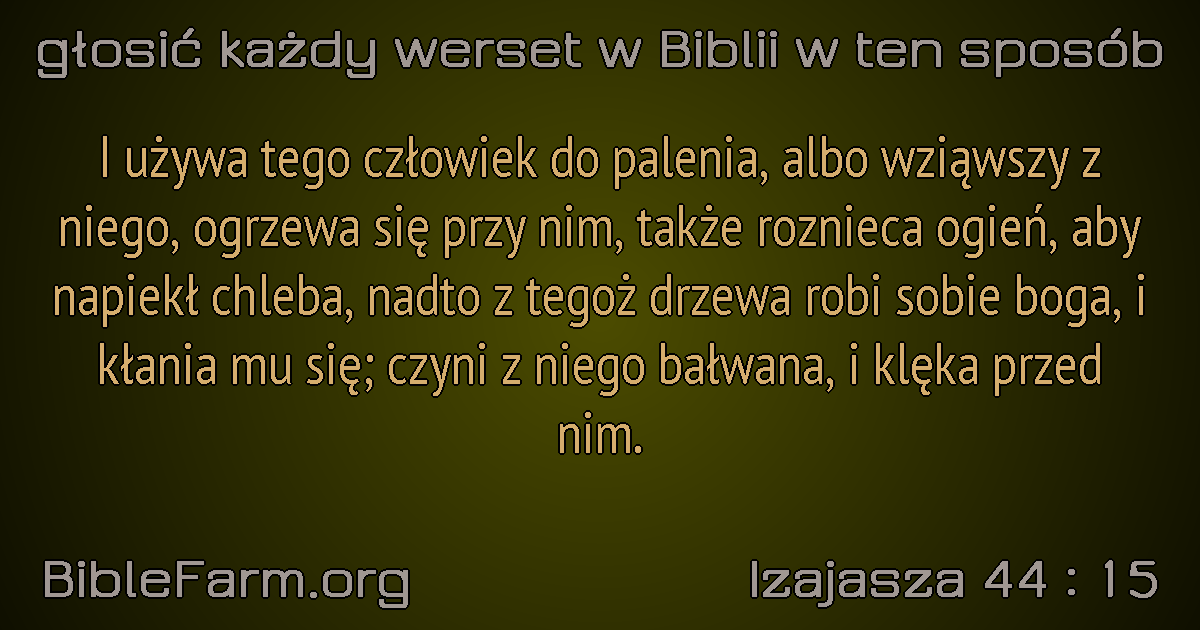 głosić każdy werset w Biblii w ten sposób
I używa tego człowiek do palenia, albo wziąwszy z
niego, ogrzewa się przy nim, także roznieca ogień, aby
napiekł chleba, nadto z tegoż drzewa robi sobie boga, i
kłania mu się; czyni z niego bałwana, i klęka przed
nim.
BibleFarm.org
Izajasza 44 : 15